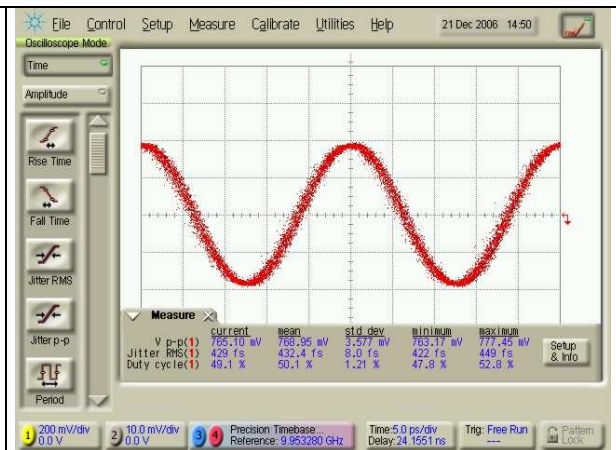 File Control Setup Measure Calibrate Utilities Help 21 Dec 2006 14:50
Oscilloscope Mode
Time
Amplitude
Rise Time
Fall Time
Jitter RMS
Jitter p-p
Period
Measure
current mean std dev minimum maximum
V p-p(1) 765.10 mV 768.95 mV 3.577 mV 763.17 mV 777.45 mV
Jitter RMS(1) 429 fs 432.4 fs 8.0 fs 422 fs 449 fs
Duty cycle(1) 49.1 % 50.1 % 1.21 % 47.8 % 52.8 %
Setup
& Info
1 200 mV/div
0.0 V
2 10.0 mV/div
0.0 V
3 4 Precision Timebase...
Reference: 9.953280 GHz
Time:5.0 ps/div
Delay:24.1551 ns
Trig: Free Run
---
Pattern
Lock